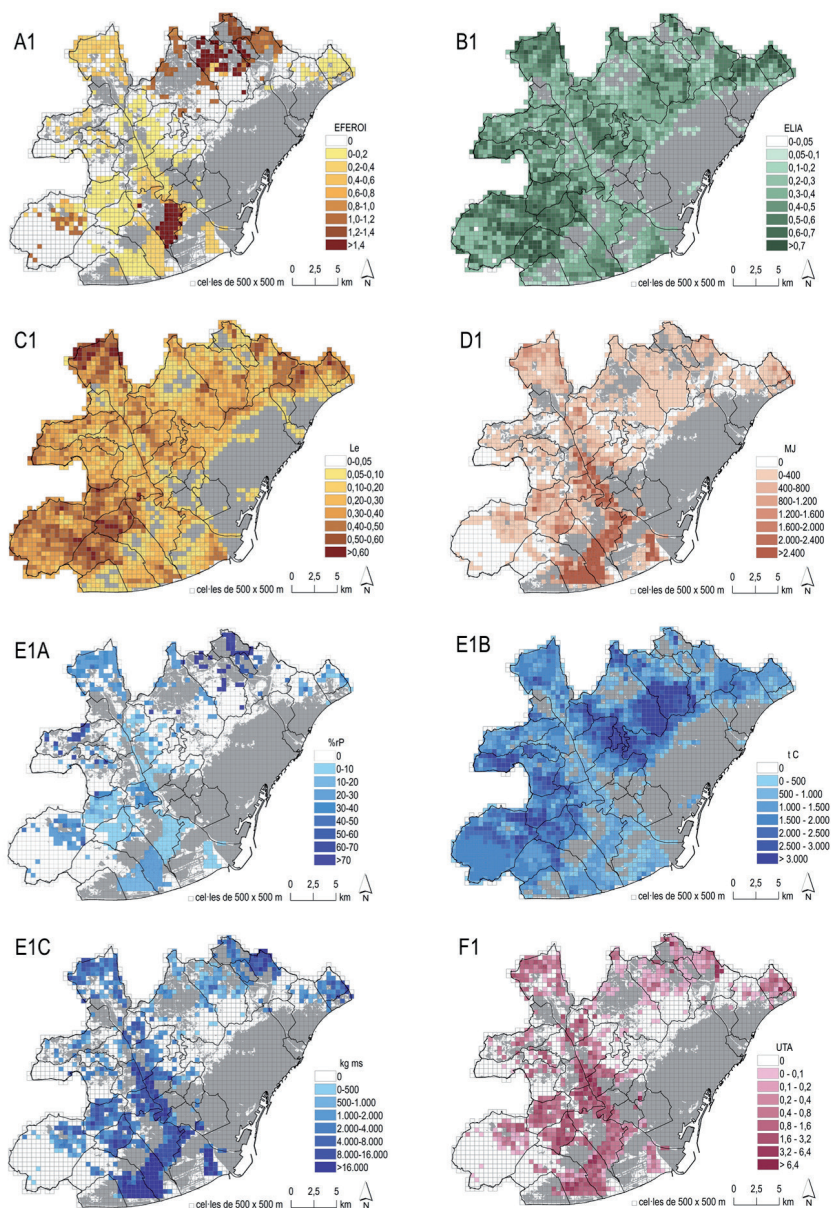 A1
EFEROI
0
0-0,2
0,2-0,4
0,4-0,6
0,6-0,8
0,8-1,0
1,0-1,2
1,2-1,4
>1,4
cel·les de 500 x 500 m
0 2,5 5
km
N
B1
ELIA
0-0,05
0,05-0,1
0,1-0,2
0,2-0,3
0,3-0,4
0,4-0,5
0,5-0,6
0,6-0,7
>0,7
cel·les de 500 x 500 m
0 2,5 5
km
N
C1
Le
0-0,05
0,05-0,10
0,10-0,20
0,20-0,30
0,30-0,40
0,40-0,50
0,50-0,60
>0,60
cel·les de 500 x 500 m
0 2,5 5
km
N
D1
MJ
0
0-400
400-800
800-1.200
1.200-1.600
1.600-2.000
2.000-2.400
>2.400
cel·les de 500 x 500 m
0 2,5 5
km
N
E1A
%rP
0
0-10
10-20
20-30
30-40
40-50
50-60
60-70
>70
cel·les de 500 x 500 m
0 2,5 5
km
N
E1B
t C
0
0 - 500
500 - 1.000
1.000 - 1.500
1.500 - 2.000
2.000 - 2.500
2.500 - 3.000
> 3.000
cel·les de 500 x 500 m
0 2,5 5
km
N
E1C
kg ms
0
0-500
500-1.000
1.000-2.000
2.000-4.000
4.000-8.000
8.000-16.000
>16.000
cel·les de 500 x 500 m
0 2,5 5
km
N
F1
UTA
0
0 - 0,1
0,1 - 0,2
0,2 - 0,4
0,4 - 0,8
0,8 - 1,6
1,6 - 3,2
3,2 - 6,4
> 6,4
cel·les de 500 x 500 m
0 2,5 5
km
N